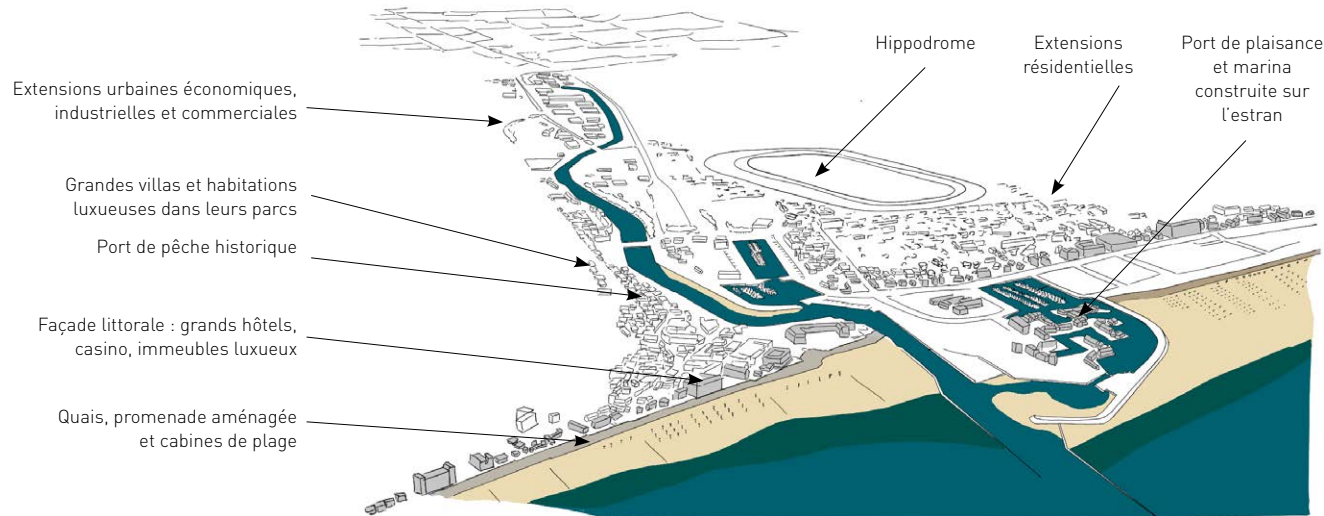 Hippodrome
Extensions
résidentielles
Port de plaisance
et marina
construite sur
l'estran
Extensions urbaines économiques,
industrielles et commerciales
Grandes villas et habitations
luxueuses dans leurs parcs
Port de pêche historique
Façade littorale : grands hôtels,
casino, immeubles luxueux
Quais, promenade aménagée
et cabines de plage